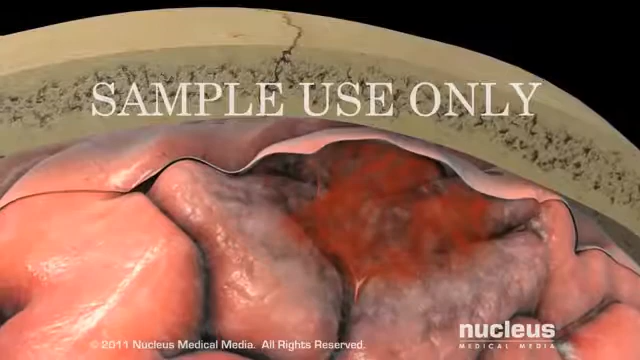 SAMPLE USE ONLY
nucleus
MEDICAL MEDIA
© 2011 Nucleus Medical Media. All Rights Reserved.